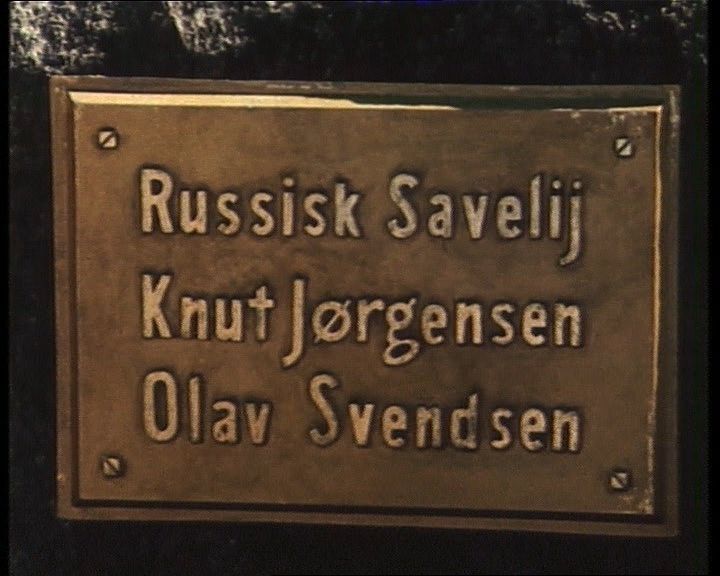 Russisk Savelij
Knut Jørgensen
Olav Svendsen